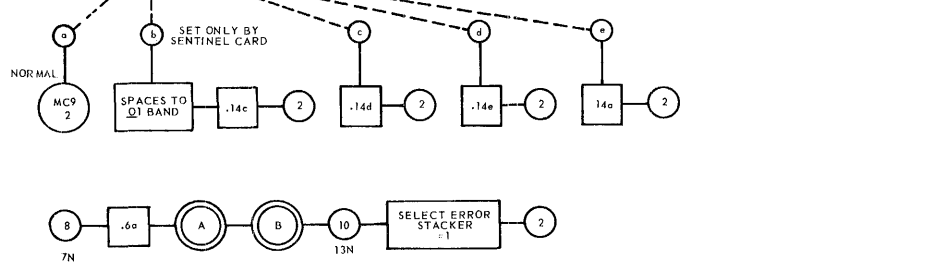 a
b
SET ONLY BY
SENTINEL CARD
c
d
e
NORMAL
MC9
2
SPACES TO
01 BAND
.14c
2
.14d
2
.14e
2
14a
2
8
7N
.6a
A
B
10
13N
SELECT ERROR
STACKER
=1
2